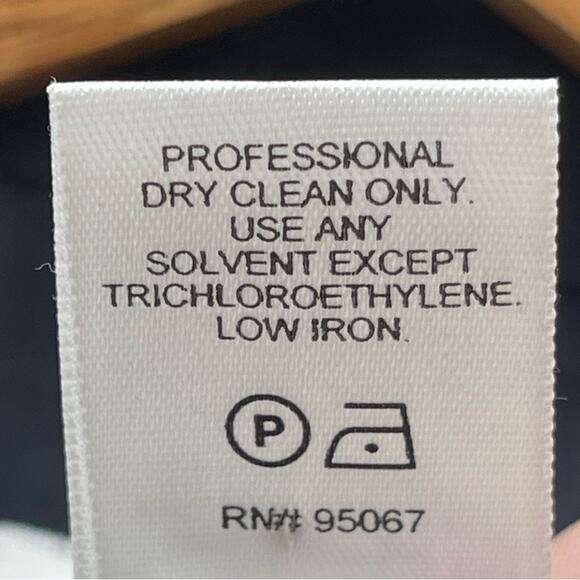 PROFESSIONAL
DRY CLEAN ONLY.
USE ANY
SOLVENT EXCEPT
TRICHLOROETHYLENE.
LOW IRON.
P
RN# 95067